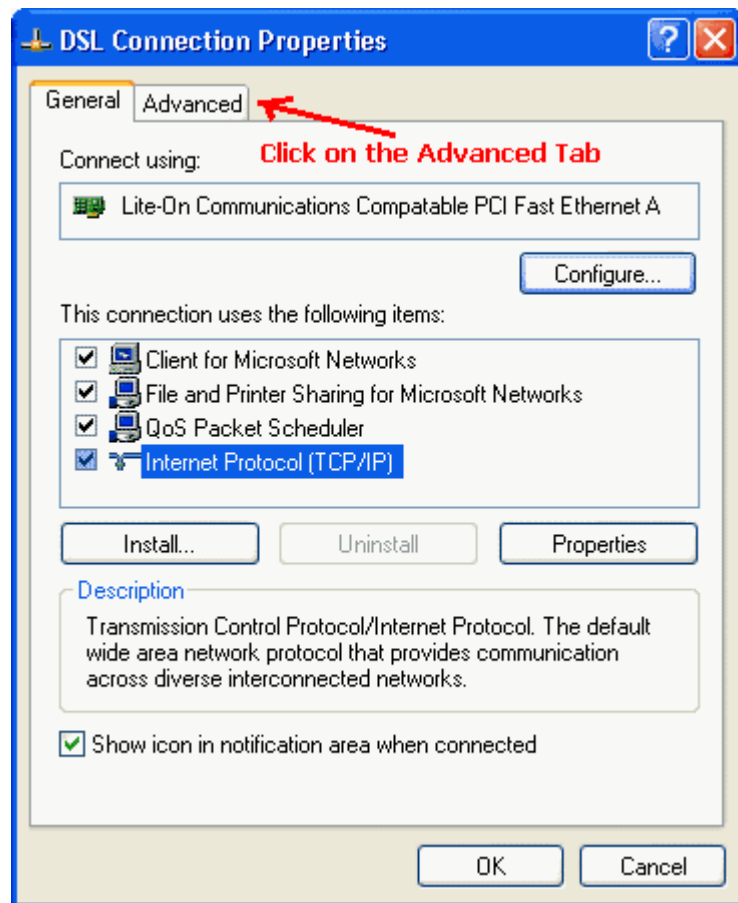 DSL Connection Properties
General
Advanced
Click on the Advanced Tab
Connect using:
Lite-On Communications Compatable PCI Fast Ethernet A
Configure...
This connection uses the following items:
Client for Microsoft Networks
File and Printer Sharing for Microsoft Networks
QoS Packet Scheduler
Internet Protocol (TCP/IP)
Install...
Uninstall
Properties
Description
Transmission Control Protocol/Internet Protocol. The default
wide area network protocol that provides communication
across diverse interconnected networks.
Show icon in notification area when connected
OK
Cancel